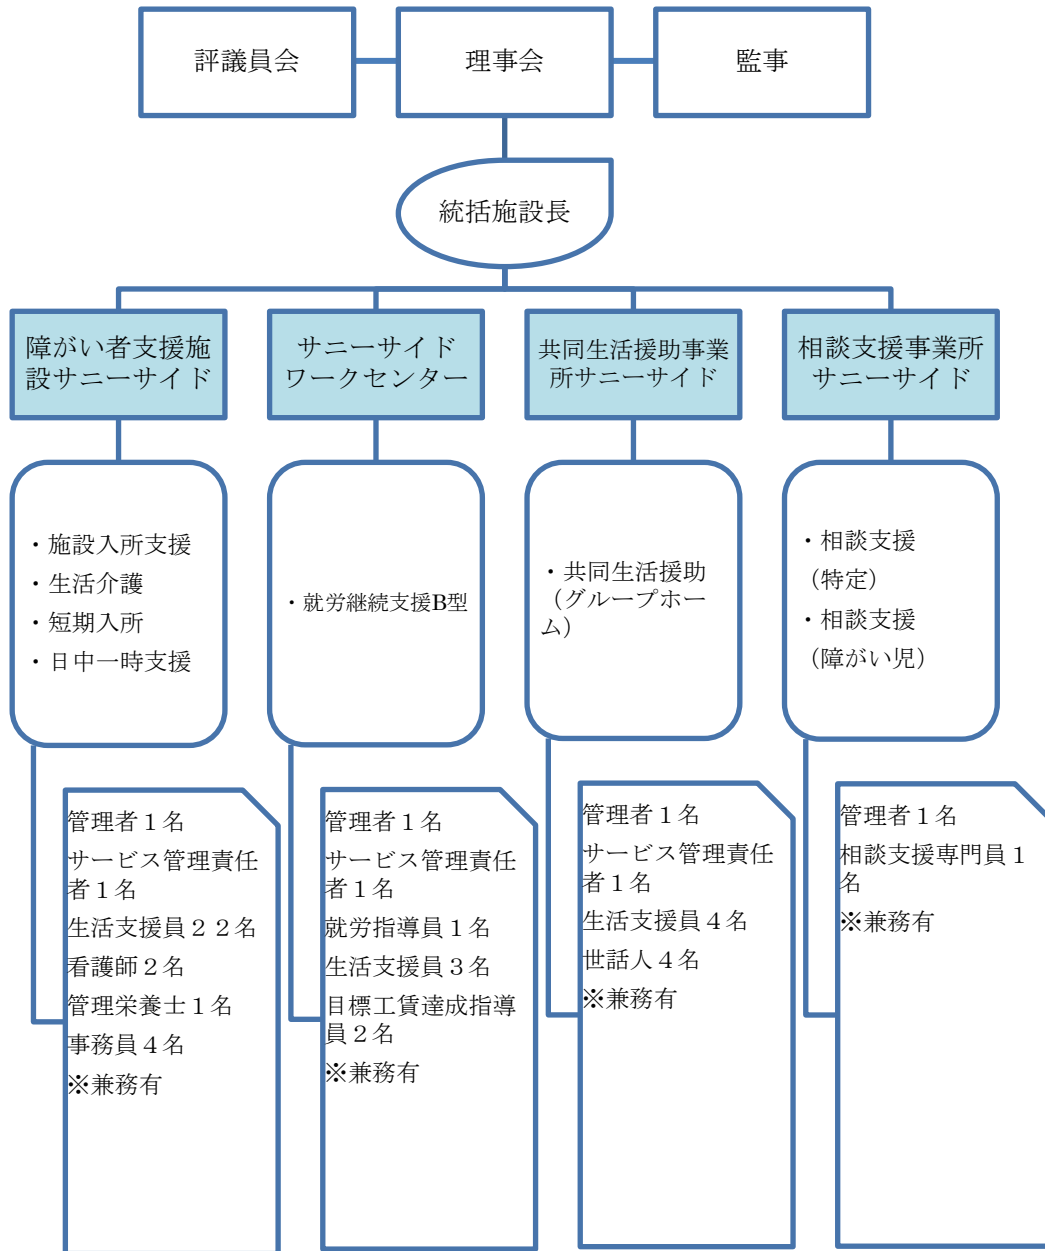 評議員会
理事会
監事
統括施設長
障がい者支援施
設サニーサイド
サニーサイド
ワークセンター
共同生活援助事業
所サニーサイド
相談支援事業所
サニーサイド
・施設入所支援
・生活介護
・短期入所
・日中一時支援
・就労継続支援B型
・共同生活援助
（グループホー
ム）
・相談支援
（特定）
・相談支援
（障がい児）
管理者１名
サービス管理責任
者１名
生活支援員２２名
看護師２名
管理栄養士１名
事務員４名
※兼務有
管理者１名
サービス管理責任
者１名
就労指導員１名
生活支援員３名
目標工賃達成指導
員２名
※兼務有
管理者１名
サービス管理責任
者１名
生活支援員４名
世話人４名
※兼務有
管理者１名
相談支援専門員１
名
※兼務有